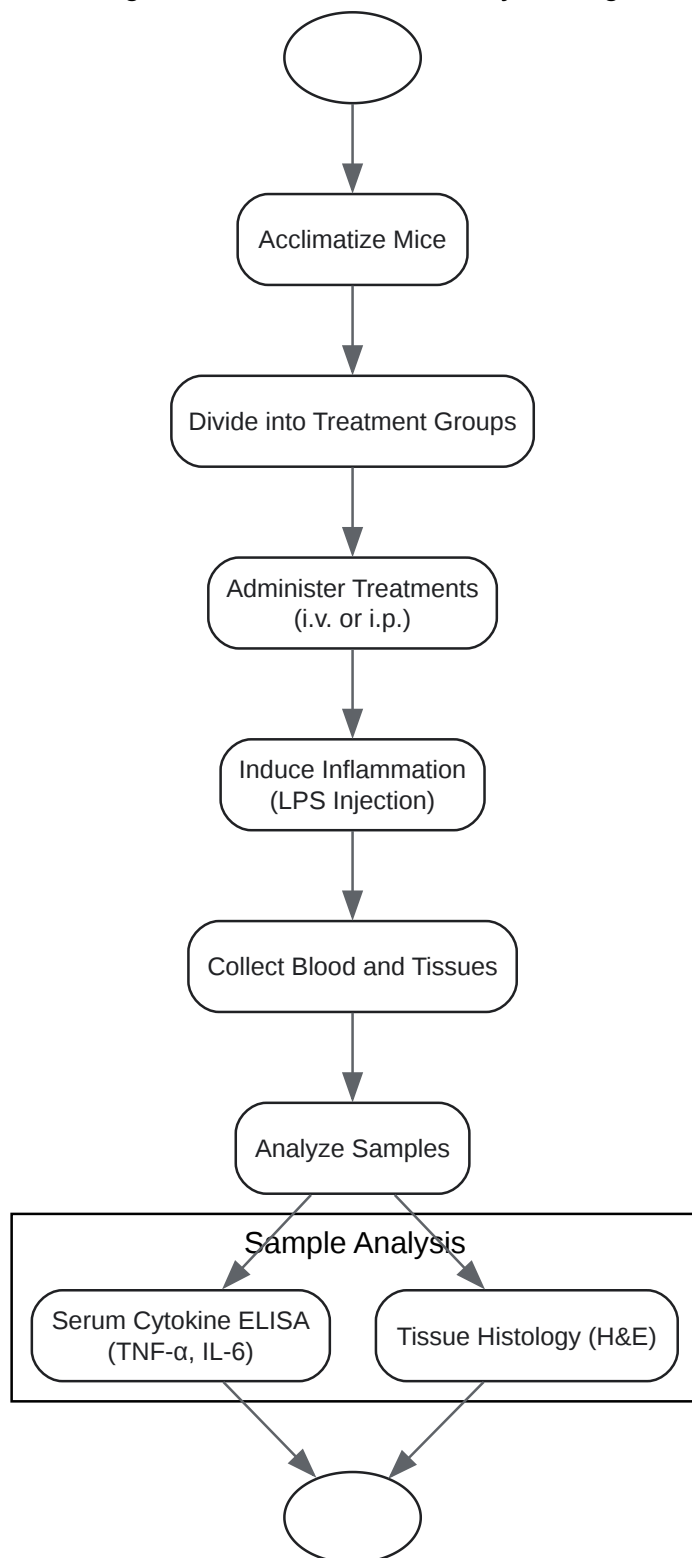 Acclimatize Mice
Divide into Treatment Groups
Administer Treatments
(i.v. or i.p.)
Induce Inflammation
(LPS Injection)
Collect Blood and Tissues
Analyze Samples
Sample Analysis
Serum Cytokine ELISA
(TNF-α, IL-6)
Tissue Histology (H&E)